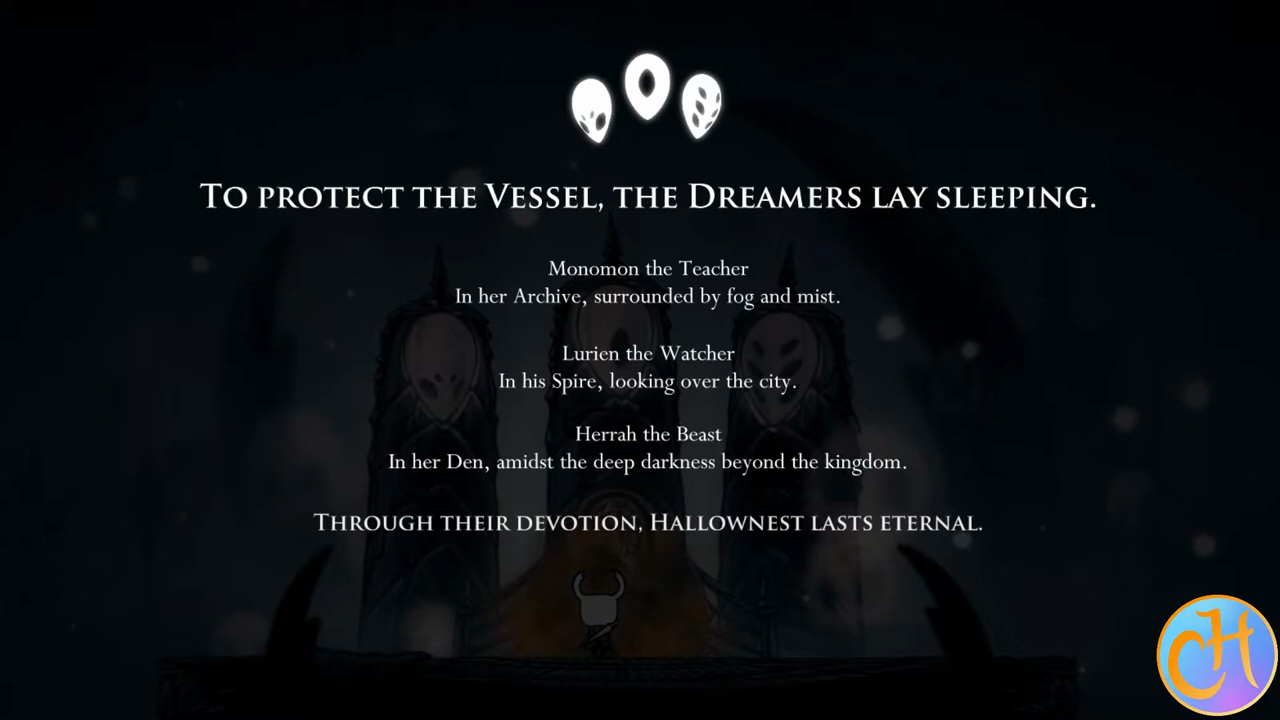 To protect the Vessel, the Dreamers lay sleeping.
Monomon the Teacher
In her Archive, surrounded by fog and mist.
Lurien the Watcher
In his Spire, looking over the city.
Herrah the Beast
In her Den, amidst the deep darkness beyond the kingdom.
Through their devotion, Hallownest lasts eternal.
CH